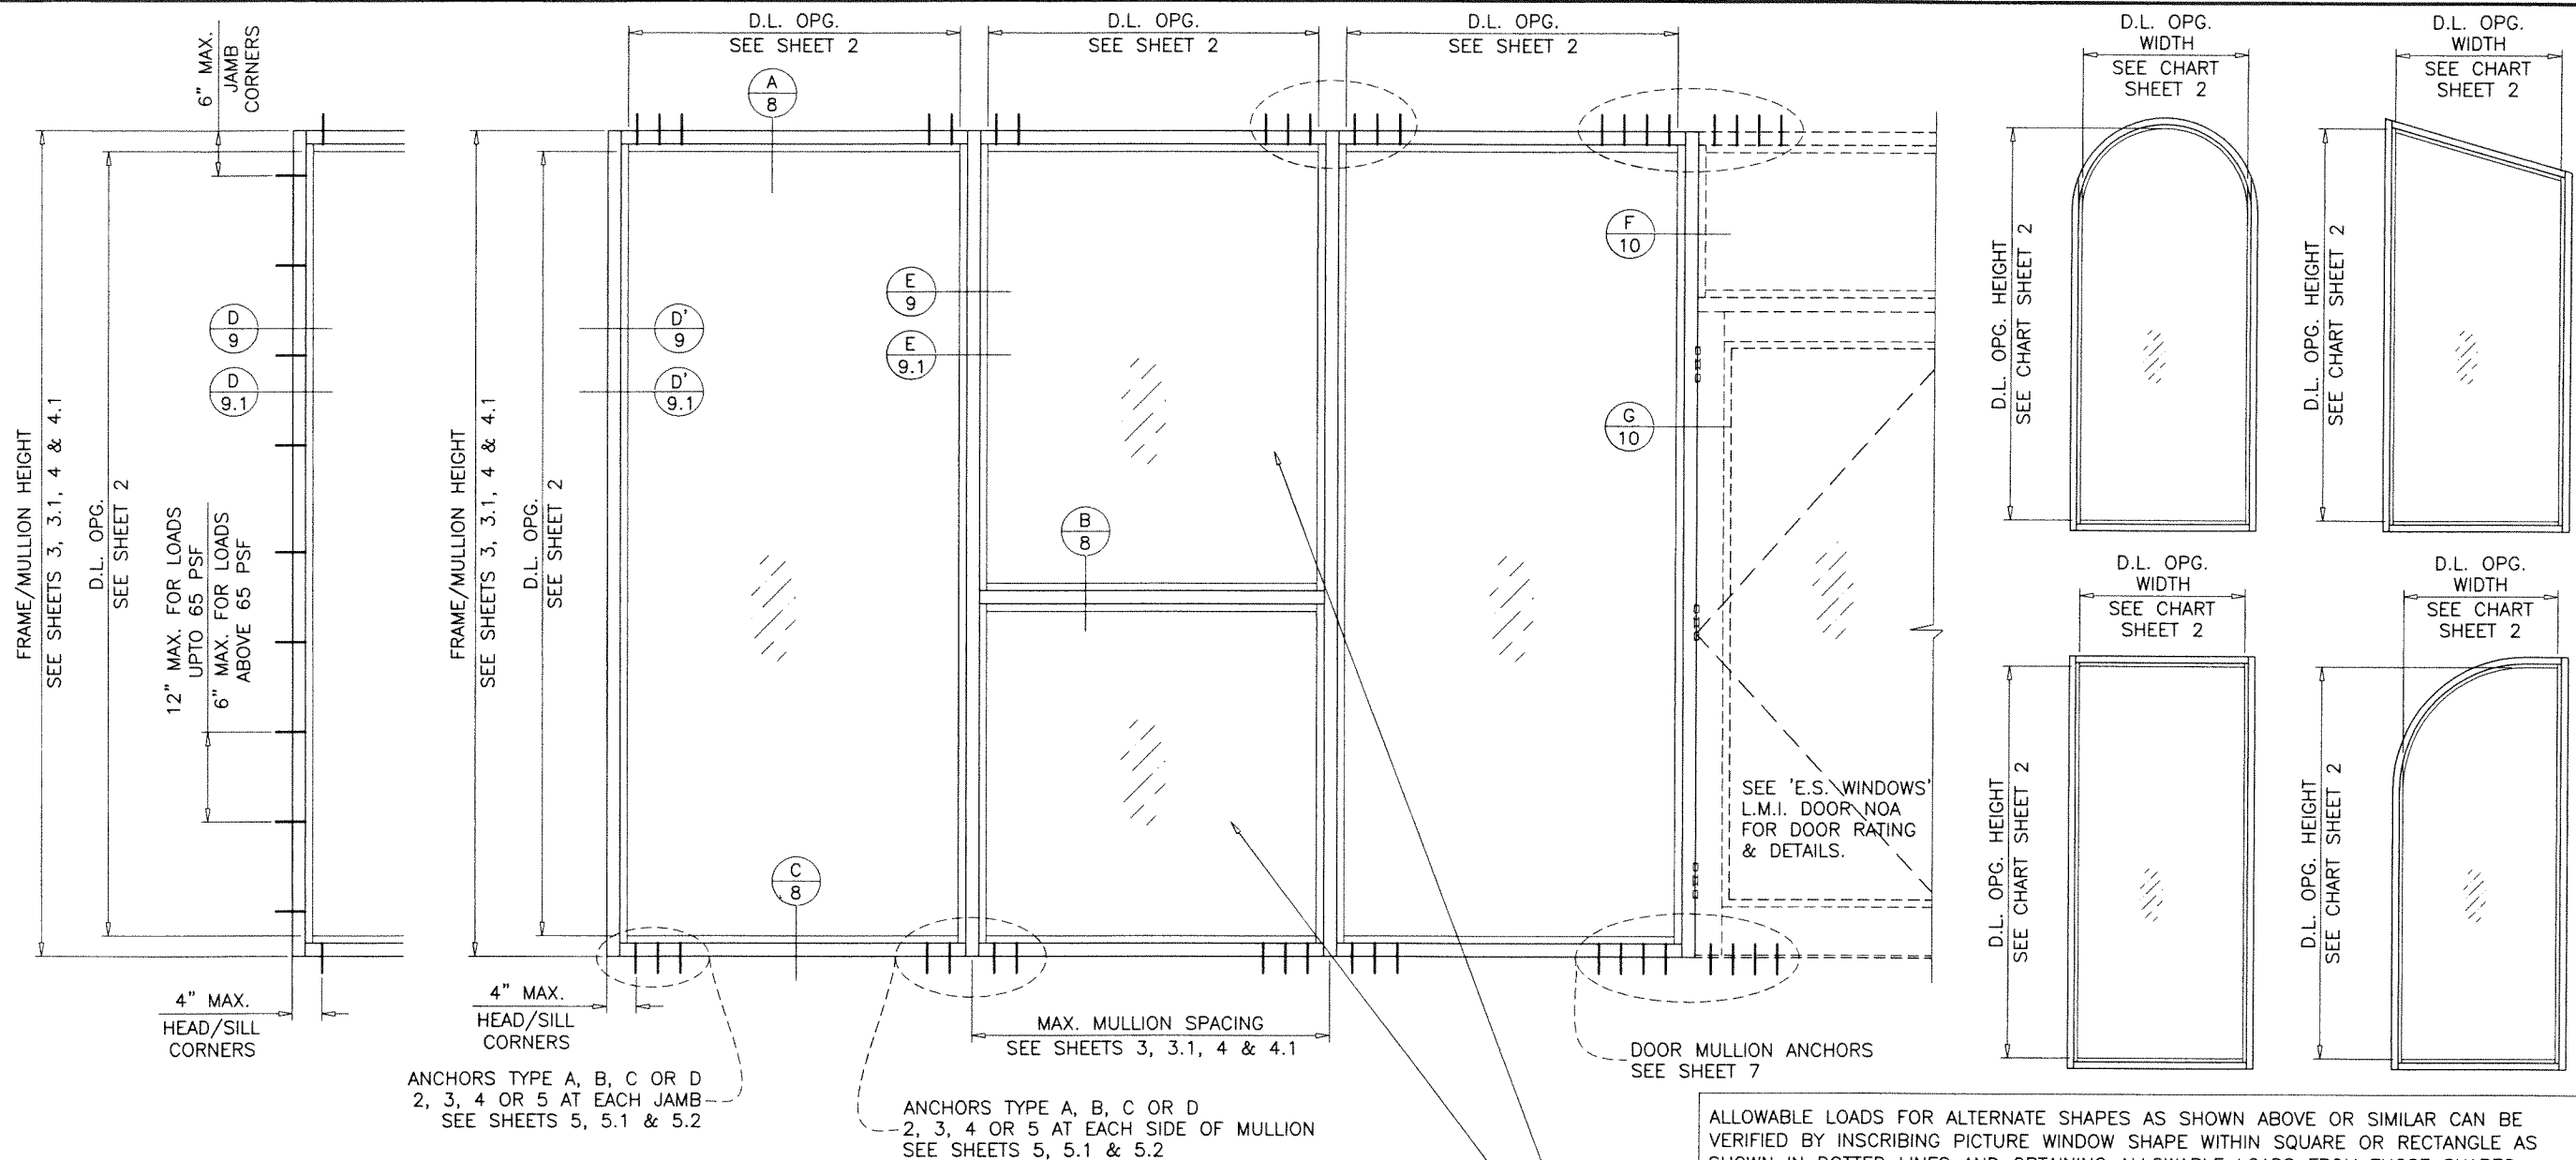 D.L. OPG.
SEE SHEET 2
D.L. OPG.
SEE SHEET 2
D.L. OPG.
SEE SHEET 2
D.L. OPG.
WIDTH
SEE CHART
SHEET 2
D.L. OPG.
WIDTH
SEE CHART
SHEET 2
6" MAX.
JAMB
CORNERS
A
8
FRAME/MULLION HEIGHT
SEE SHEETS 3, 3.1, 4 & 4.1
D.L. OPG.
SEE SHEET 2
12" MAX. FOR LOADS
UPTO 65 PSF
6" MAX. FOR LOADS
ABOVE 65 PSF
D
9
D
9.1
FRAME/MULLION HEIGHT
SEE SHEETS 3, 3.1, 4 & 4.1
D.L. OPG.
SEE SHEET 2
D'
9
D'
9.1
E
9
E
9.1
B
8
F
10
G
10
C
8
D.L. OPG. HEIGHT
SEE CHART SHEET 2
D.L. OPG. HEIGHT
SEE CHART SHEET 2
D.L. OPG.
WIDTH
SEE CHART
SHEET 2
D.L. OPG.
WIDTH
SEE CHART
SHEET 2
D.L. OPG. HEIGHT
SEE CHART SHEET 2
D.L. OPG. HEIGHT
SEE CHART SHEET 2
SEE 'E.S. WINDOWS'
L.M.I. DOOR NOA
FOR DOOR RATING
& DETAILS.
4" MAX.
HEAD/SILL
CORNERS
4" MAX.
HEAD/SILL
CORNERS
MAX. MULLION SPACING
SEE SHEETS 3, 3.1, 4 & 4.1
DOOR MULLION ANCHORS
SEE SHEET 7
ANCHORS TYPE A, B, C OR D
2, 3, 4 OR 5 AT EACH JAMB
SEE SHEETS 5, 5.1 & 5.2
ANCHORS TYPE A, B, C OR D
2, 3, 4 OR 5 AT EACH SIDE OF MULLION
SEE SHEETS 5, 5.1 & 5.2
ALLOWABLE LOADS FOR ALTERNATE SHAPES AS SHOWN ABOVE OR SIMILAR CAN BE
VERIFIED BY INSCRIBING PICTURE WINDOW SHAPE WITHIN SQUARE OR RECTANGLE AS
SHOWN IN DOTTED LINES AND OBTAINING ALLOWABLE LOADS FROM THOSE SHAPES